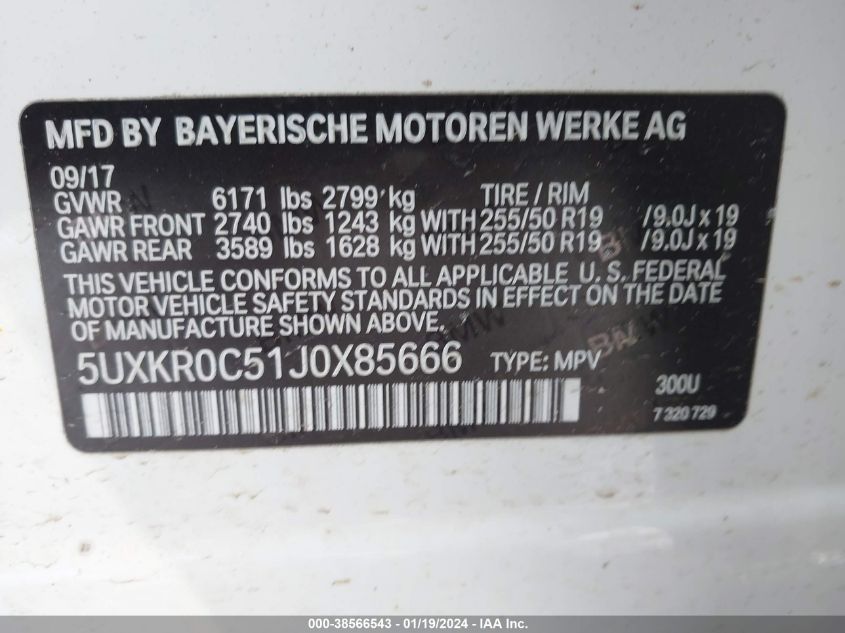 MFD BY BAYERISCHE MOTOREN WERKE AG
09/17
GVWR 6171 lbs 2799 kg TIRE / RIM
GAWR FRONT 2740 lbs 1243 kg WITH 255/50 R19 /9.0J x 19
GAWR REAR 3589 lbs 1628 kg WITH 255/50 R19 /9.0J x 19
THIS VEHICLE CONFORMS TO ALL APPLICABLE U. S. FEDERAL
MOTOR VEHICLE SAFETY STANDARDS IN EFFECT ON THE DATE
OF MANUFACTURE SHOWN ABOVE.
5UXKR0C51J0X85666 TYPE: MPV
300U
7 320 729
000-38566543 - 01/19/2024 - IAAI.com